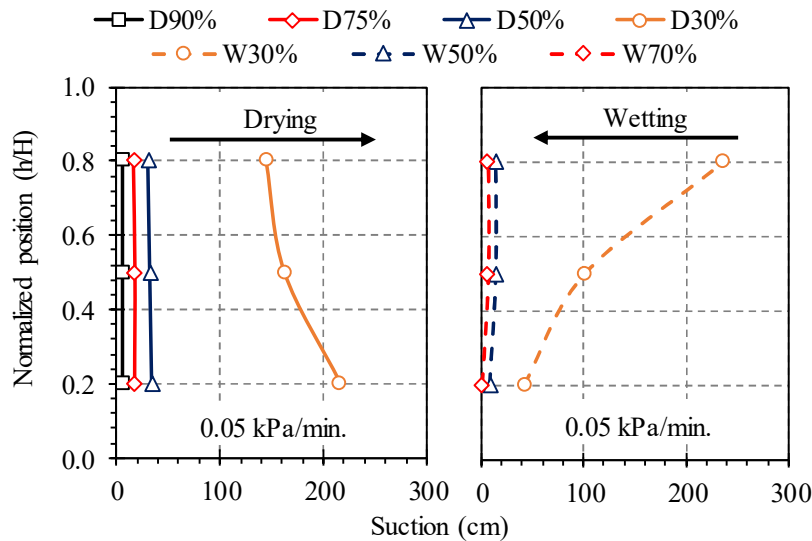 D90% D75% D50% D30%
W30% W50% W70%
Normalized position (h/H)
1.0
0.8
0.6
0.4
0.2
0.0
Drying
Wetting
0.05 kPa/min.
0.05 kPa/min.
0 100 200 300
0 100 200 300
Suction (cm)